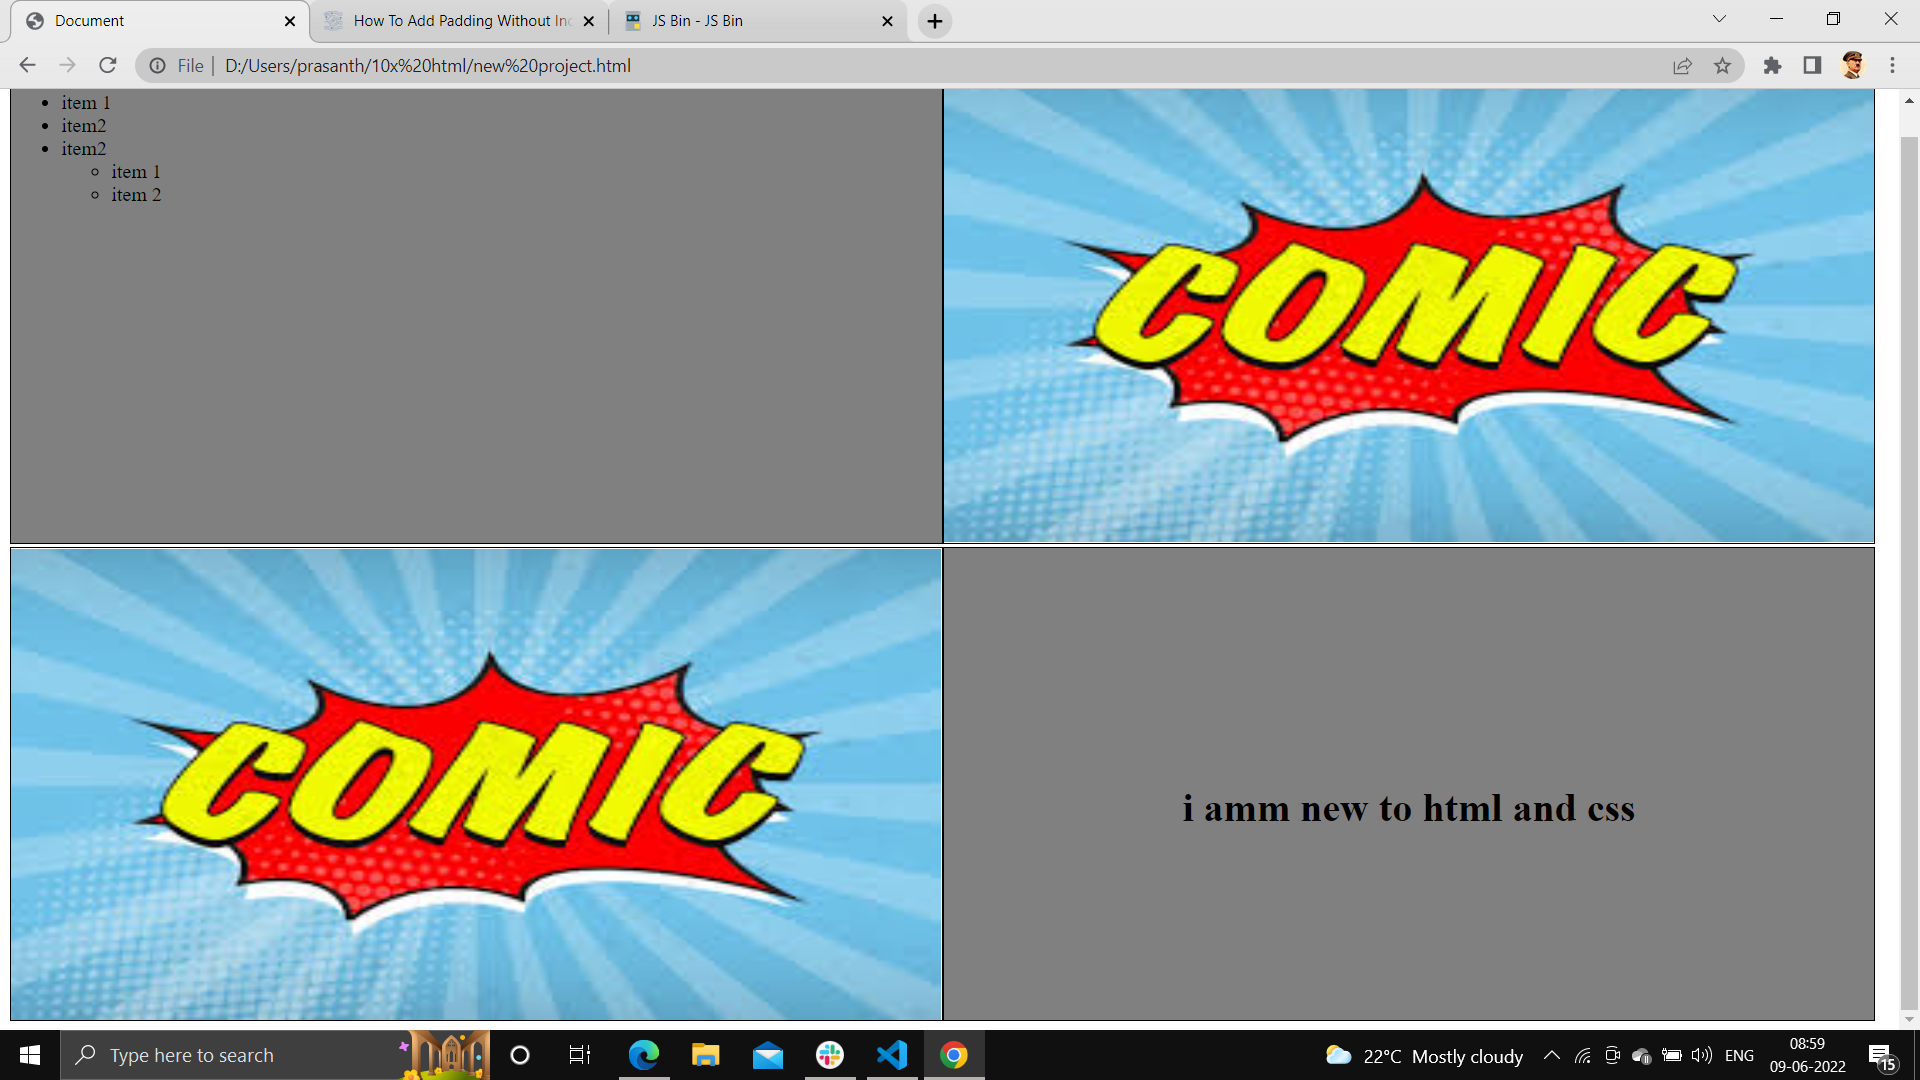 Document
How To Add Padding Without Inc
JS Bin - JS Bin
File
D:/Users/prasanth/10x%20html/new%20project.html
item 1
item2
item2
item 1
item 2
COMIC
COMIC
i amm new to html and css
Type here to search
22°C Mostly cloudy
ENG
08:59
09-06-2022
15